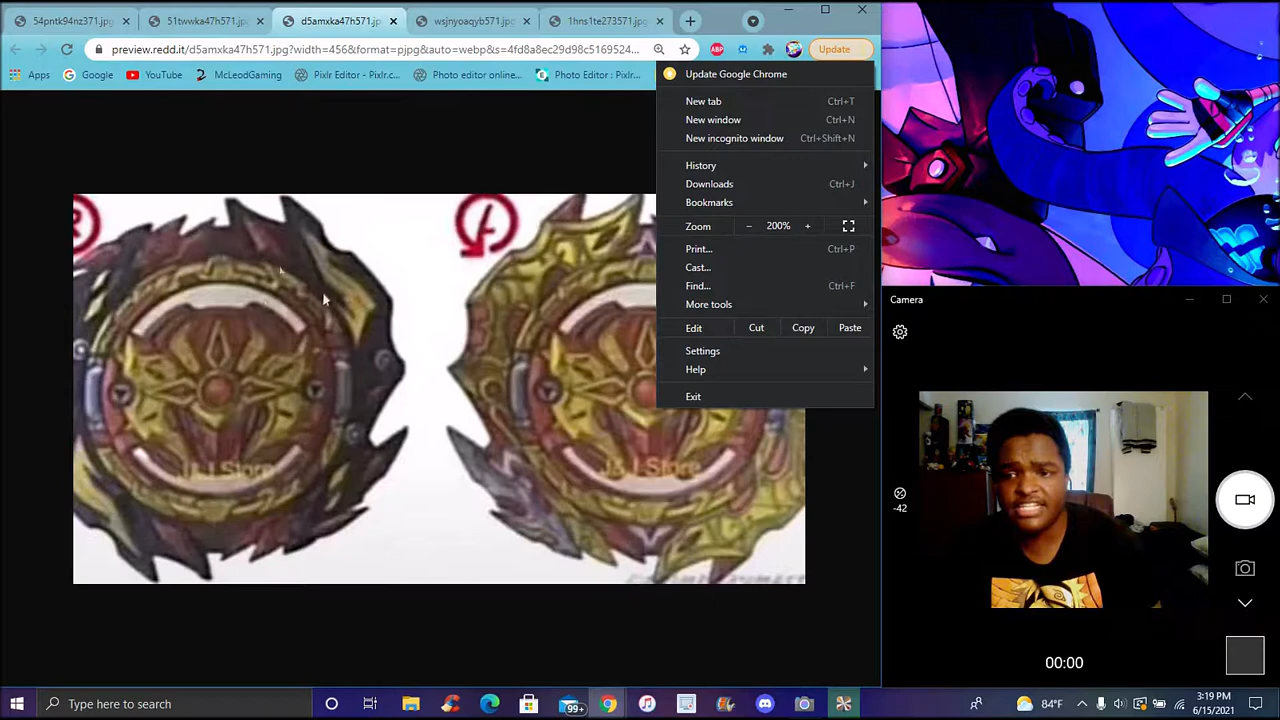 54pntk94nz371.jpg
51twwka47h571.jpg
d5amxka47h571.jpg
wsjnyoaqyb571.jpg
1hns1te273571.jpg
preview.redd.it/d5amxka47h571.jpg?width=456&format=pjpg&auto=webp&s=4fd8a8ec29d98c5169524...
ABP
Update
Apps
Google
YouTube
McLeodGaming
Pixlr Editor - Pixlr.c...
Photo editor online...
Photo Editor : Pixlr...
Update Google Chrome
New tab Ctrl+T
New window Ctrl+N
New incognito window Ctrl+Shift+N
History
Downloads Ctrl+J
Bookmarks
Zoom – 200% +
Print... Ctrl+P
Cast...
Find... Ctrl+F
More tools
Edit Cut Copy Paste
Settings
Help
Exit
R
J&J Store
J&J Store
Camera
-42
00:00
Type here to search
99+
84°F
3:19 PM
6/15/2021